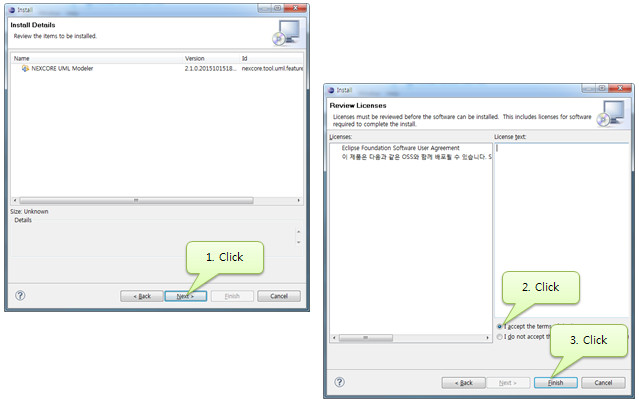 Install
Install Details
Review the items to be installed.
Name Version Id
NEXCORE UML Modeler 2.1.0.2015101518... nexcore.tool.uml.feature
Size: Unknown
Details
1. Click
< Back Next > Finish Cancel
Install
Review Licenses
Licenses must be reviewed before the software can be installed. This includes licenses for software
required to complete the install.
Licenses: License text:
Eclipse Foundation Software User Agreement
이 제품은 다음과 같은 OSS와 함께 배포될 수 있습니다. S
2. Click
I accept the terms
I do not accept the
3. Click
< Back Next > Finish Cancel